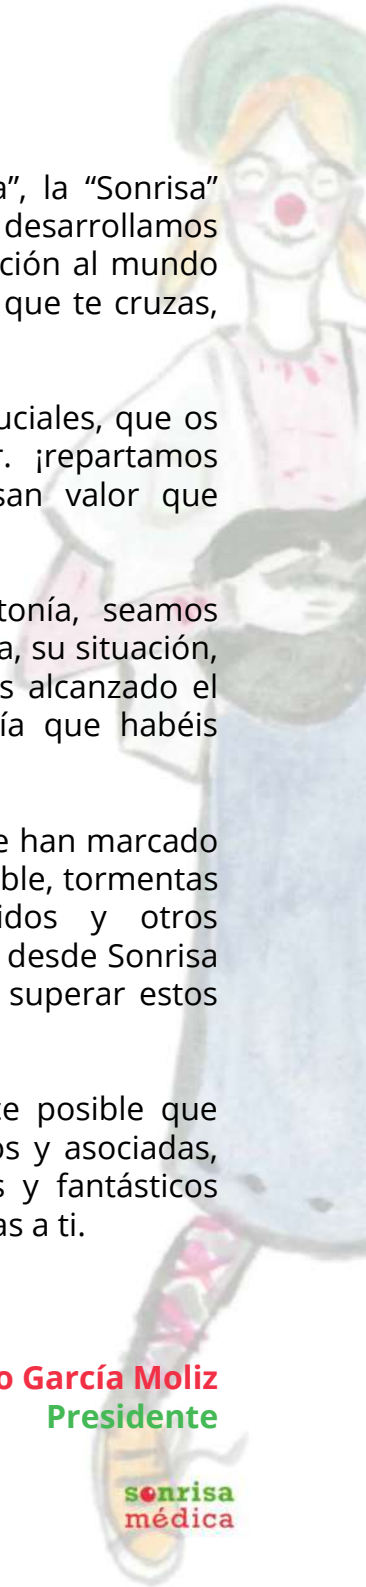 a”, la “Sonrisa”
desarrollamos
ción al mundo
que te cruzas,
uciales, que os
r. ¡repartamos
san valor que
tonía, seamos
a, su situación,
s alcanzado el
ía que habéis
e han marcado
ble, tormentas
idos y otros
desde Sonrisa
superar estos
te posible que
os y asociadas,
s y fantásticos
as a ti.
o García Moliz
Presidente
sonrisa
médica